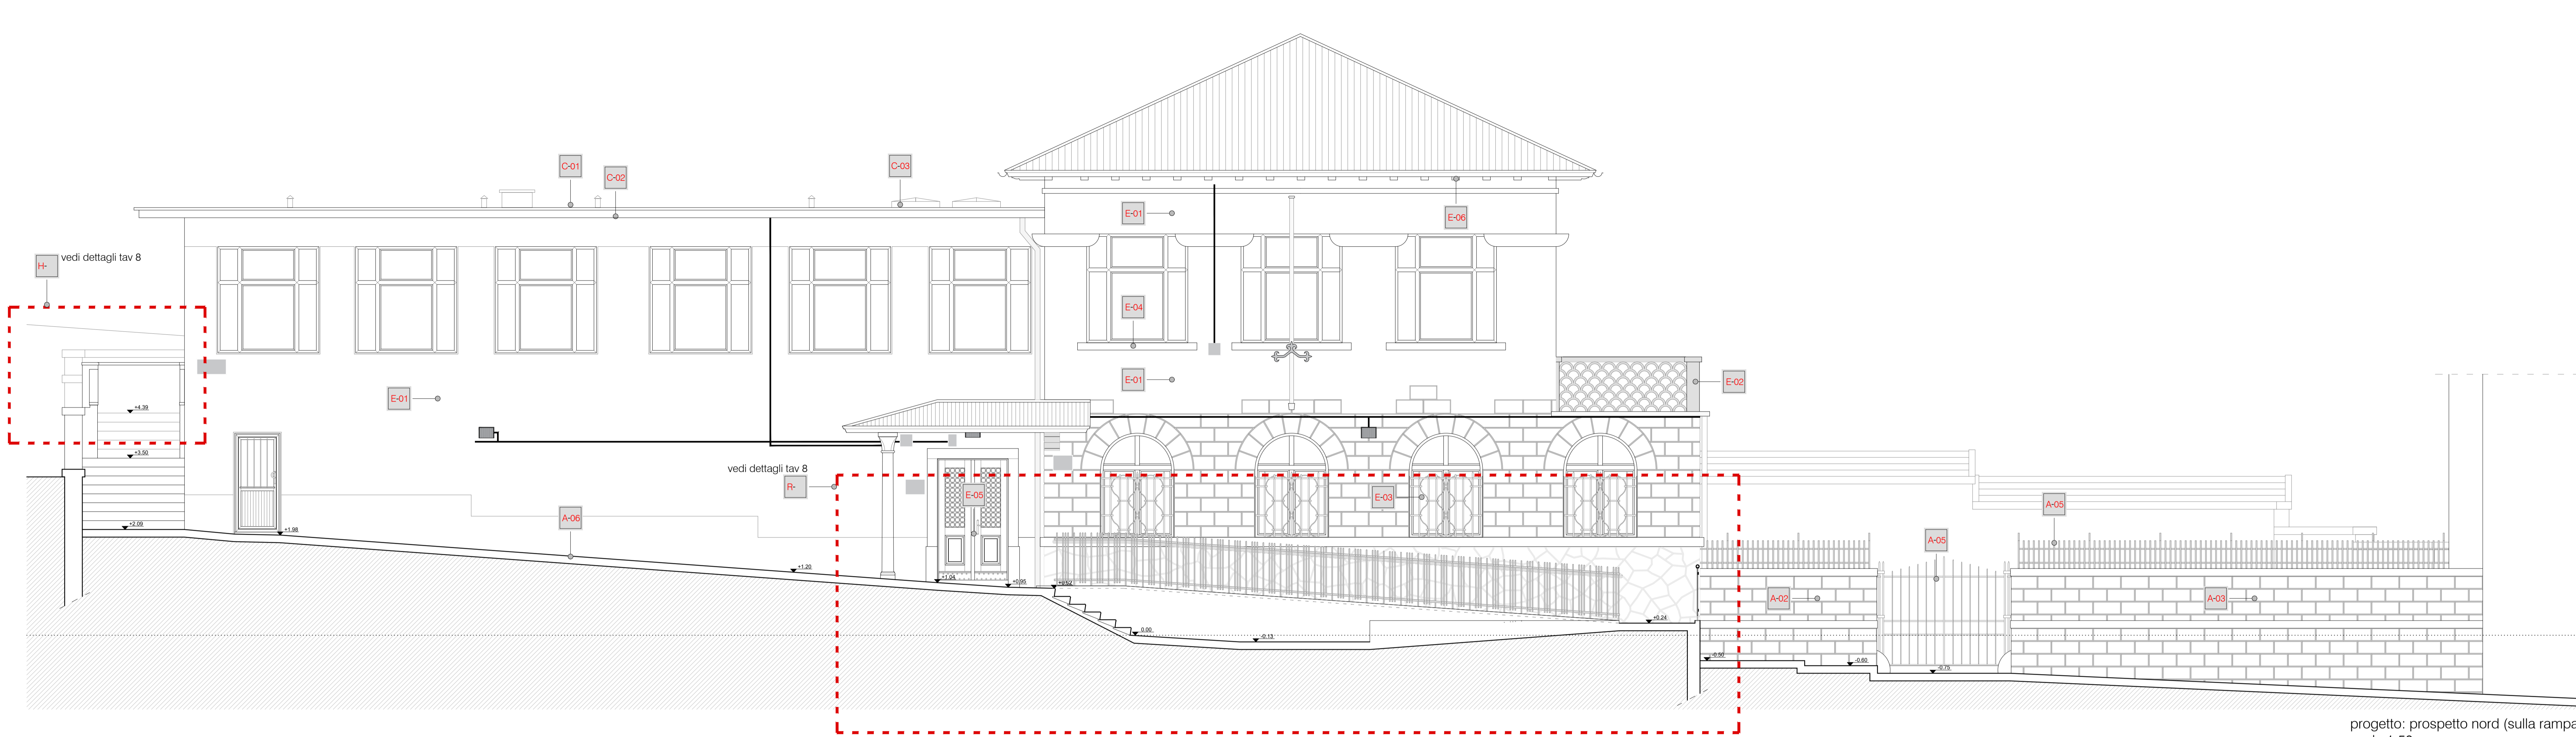 C-01
C-02
C-03
E-01
E-06
vedi dettagli tav 8
H-
E-04
E-01
E-02
E-01
+4.39
+3.50
vedi dettagli tav 8
R-
E-05
E-03
A-05
A-06
+2.09
+1.98
A-05
+1.20
+1.04
+0.95
+0.52
A-02
A-03
+0.24
0.00
-0.13
-0.50
-0.60
-0.75
progetto: prospetto nord (sulla rampa